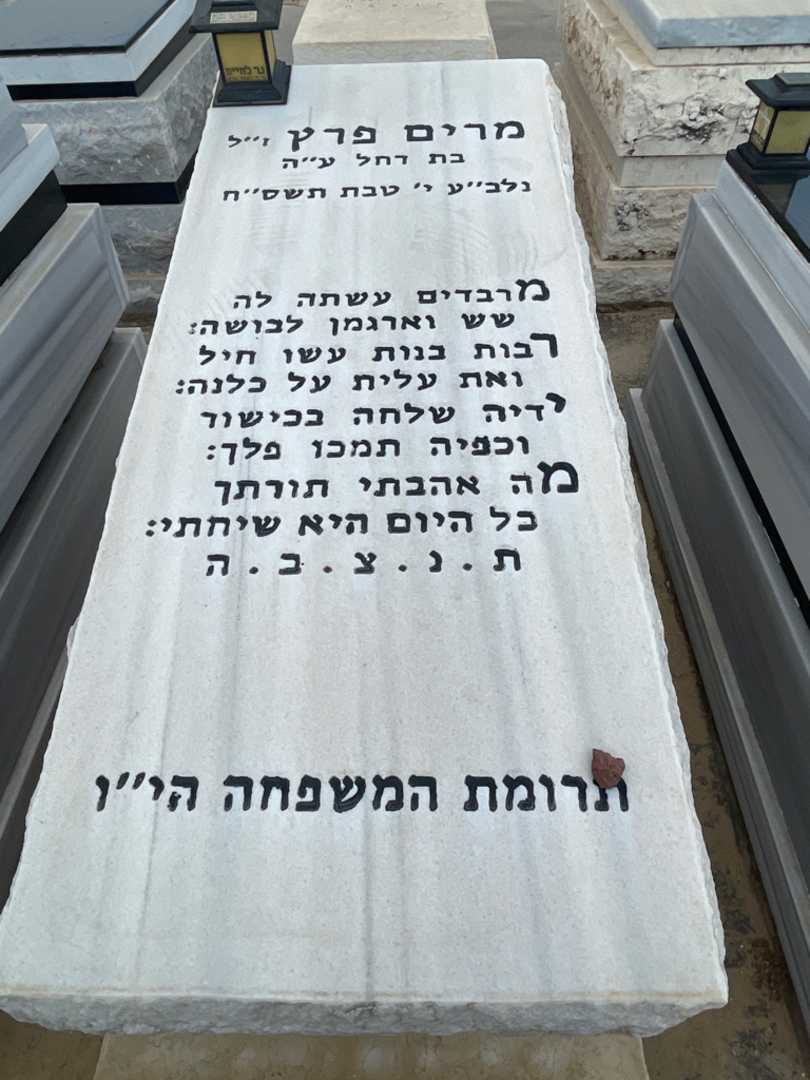 מרים פרץ ז״ל
בת רחל ע״ה
נלב״ע י׳ טבת תשס״ח
מרבדים עשתה לה
שש וארגמן לבושה:
רבות בנות עשו חיל
ואת עלית על כלנה:
ידיה שלחה בכישור
וכפיה תמכו פלך:
מה אהבתי תורתך
כל היום היא שיחתי:
ת . נ . צ . ב . ה
תרומת המשפחה הי״ו